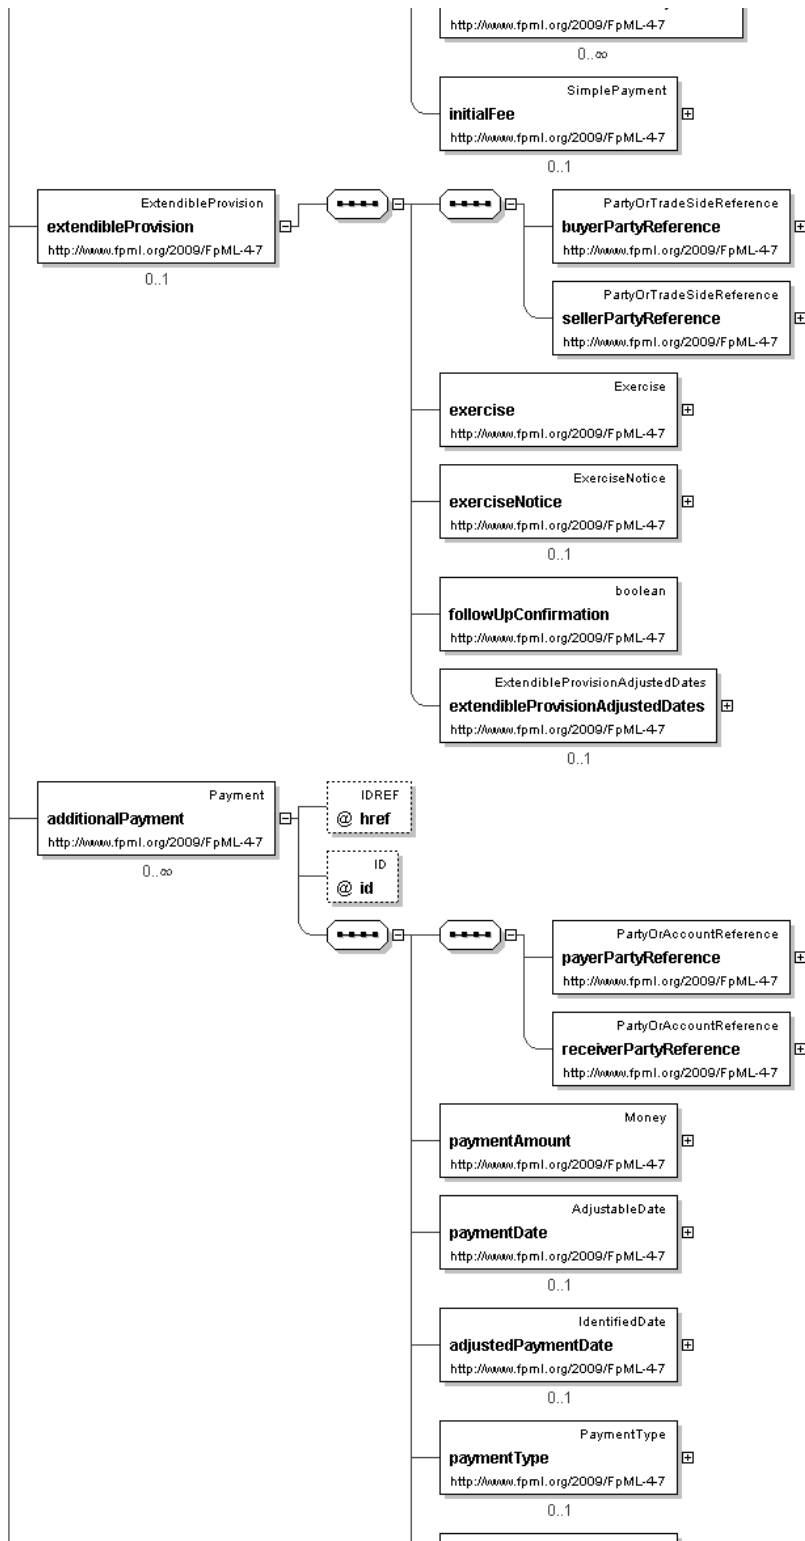 http://www.fpml.org/2009/FpML-4-7
0..∞
SimplePayment
initialFee
http://www.fpml.org/2009/FpML-4-7
0..1
ExtendibleProvision
extendibleProvision
http://www.fpml.org/2009/FpML-4-7
0..1
PartyOrTradeSideReference
buyerPartyReference
http://www.fpml.org/2009/FpML-4-7
PartyOrTradeSideReference
sellerPartyReference
http://www.fpml.org/2009/FpML-4-7
Exercise
exercise
http://www.fpml.org/2009/FpML-4-7
ExerciseNotice
exerciseNotice
http://www.fpml.org/2009/FpML-4-7
0..1
boolean
followUpConfirmation
http://www.fpml.org/2009/FpML-4-7
ExtendibleProvisionAdjustedDates
extendibleProvisionAdjustedDates
http://www.fpml.org/2009/FpML-4-7
0..1
Payment
additionalPayment
http://www.fpml.org/2009/FpML-4-7
0..∞
IDREF
@ href
ID
@ id
PartyOrAccountReference
payerPartyReference
http://www.fpml.org/2009/FpML-4-7
PartyOrAccountReference
receiverPartyReference
http://www.fpml.org/2009/FpML-4-7
Money
paymentAmount
http://www.fpml.org/2009/FpML-4-7
AdjustableDate
paymentDate
http://www.fpml.org/2009/FpML-4-7
0..1
IdentifiedDate
adjustedPaymentDate
http://www.fpml.org/2009/FpML-4-7
0..1
PaymentType
paymentType
http://www.fpml.org/2009/FpML-4-7
0..1